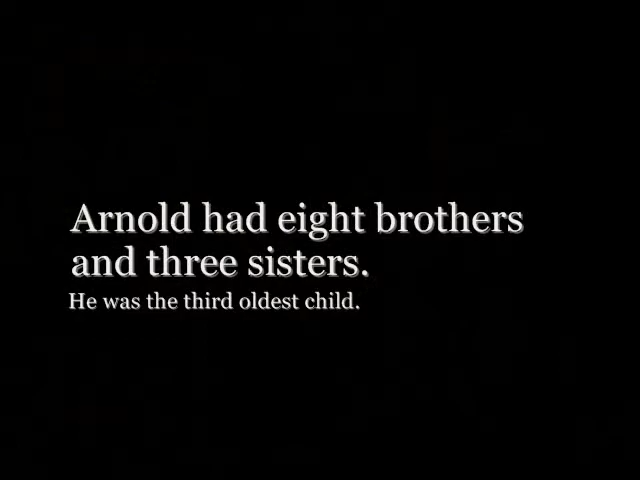 Arnold had eight brothers
and three sisters.
He was the third oldest child.